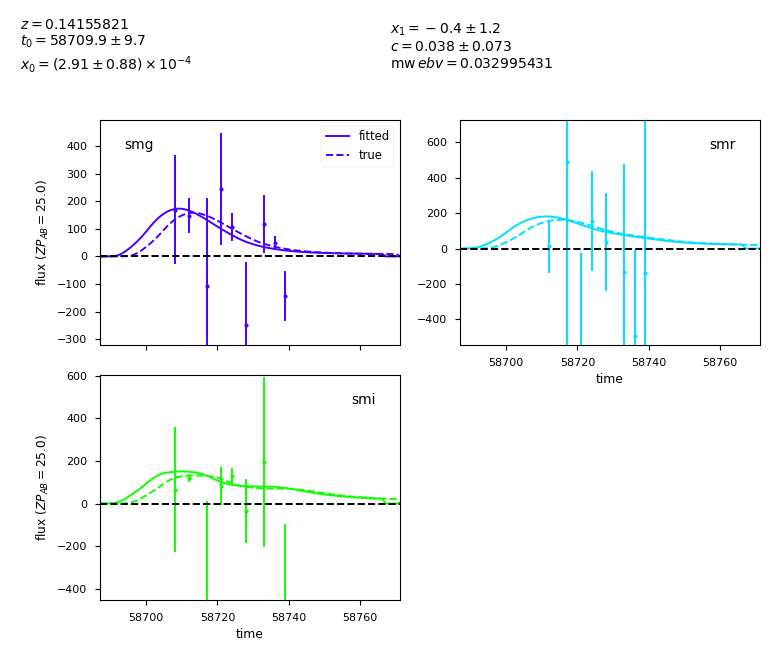 z = 0.14155821
t₀ = 58709.9 ± 9.7
x₀ = (2.91 ± 0.88) × 10⁻⁴
x₁ = −0.4 ± 1.2
c = 0.038 ± 0.073
mw ebv = 0.032995431
smg
fitted
true
400
300
200
100
0
−100
−200
−300
flux (ZP_AB = 25.0)
smr
600
400
200
0
−200
−400
58700 58720 58740 58760
time
smi
600
400
200
0
−200
−400
flux (ZP_AB = 25.0)
58700 58720 58740 58760
time